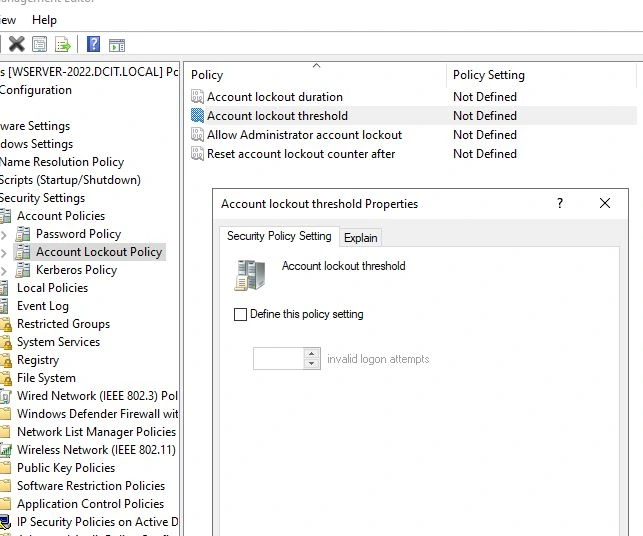 nagement Editor
iew Help
s [WSERVER-2022.DCIT.LOCAL] Pc
Configuration
ware Settings
dows Settings
Name Resolution Policy
Scripts (Startup/Shutdown)
Security Settings
Account Policies
Password Policy
Account Lockout Policy
Kerberos Policy
Local Policies
Event Log
Restricted Groups
System Services
Registry
File System
Wired Network (IEEE 802.3) Pol
Windows Defender Firewall wit
Network List Manager Policies
Wireless Network (IEEE 802.11)
Public Key Policies
Software Restriction Policies
Application Control Policies
IP Security Policies on Active D
Policy Policy Setting
Account lockout duration Not Defined
Account lockout threshold Not Defined
Allow Administrator account lockout Not Defined
Reset account lockout counter after Not Defined
Account lockout threshold Properties ?
Security Policy Setting Explain
Account lockout threshold
Define this policy setting
invalid logon attempts